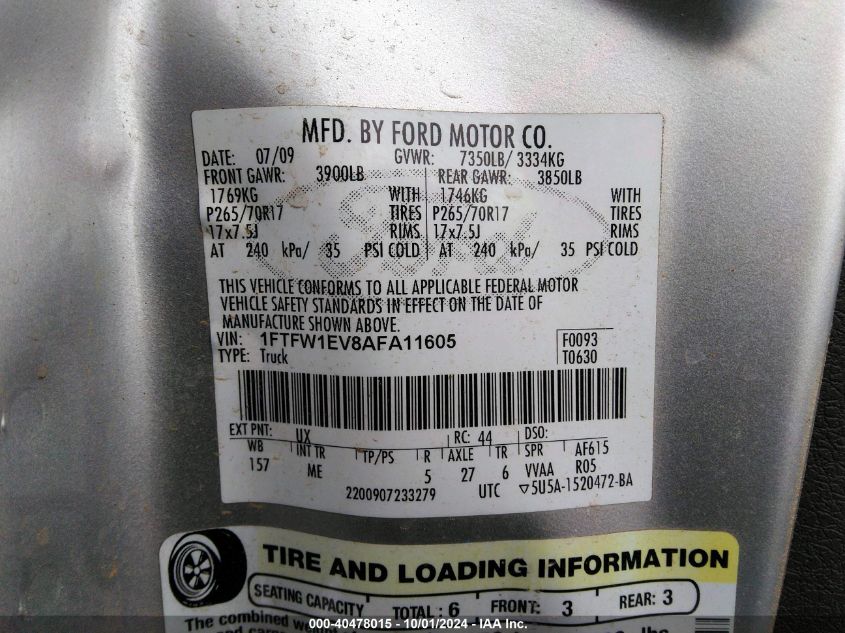 MFD. BY FORD MOTOR CO.
DATE: 07/09 GVWR: 7350LB/ 3334KG
FRONT GAWR: 3900LB REAR GAWR: 3850LB
1769KG WITH 1746KG WITH
P265/70R17 TIRES P265/70R17 TIRES
17x7.5J RIMS 17x7.5J RIMS
AT 240 kPa/ 35 PSI COLD AT 240 kPa/ 35 PSI COLD
THIS VEHICLE CONFORMS TO ALL APPLICABLE FEDERAL MOTOR
VEHICLE SAFETY STANDARDS IN EFFECT ON THE DATE OF
MANUFACTURE SHOWN ABOVE.
VIN: 1FTFW1EV8AFA11605 F0093
TYPE: Truck T0630
EXT PNT: UX RC: 44 DSO:
WB INT TR TP/PS R AXLE TR SPR AF615
157 ME 5 27 6 VVAA R05
2200907233279 UTC ▽5U5A-1520472-BA
TIRE AND LOADING INFORMATION
SEATING CAPACITY TOTAL : 6 FRONT: 3 REAR: 3
The combined
000-40478015 - 10/01/2024 - IAA Inc.